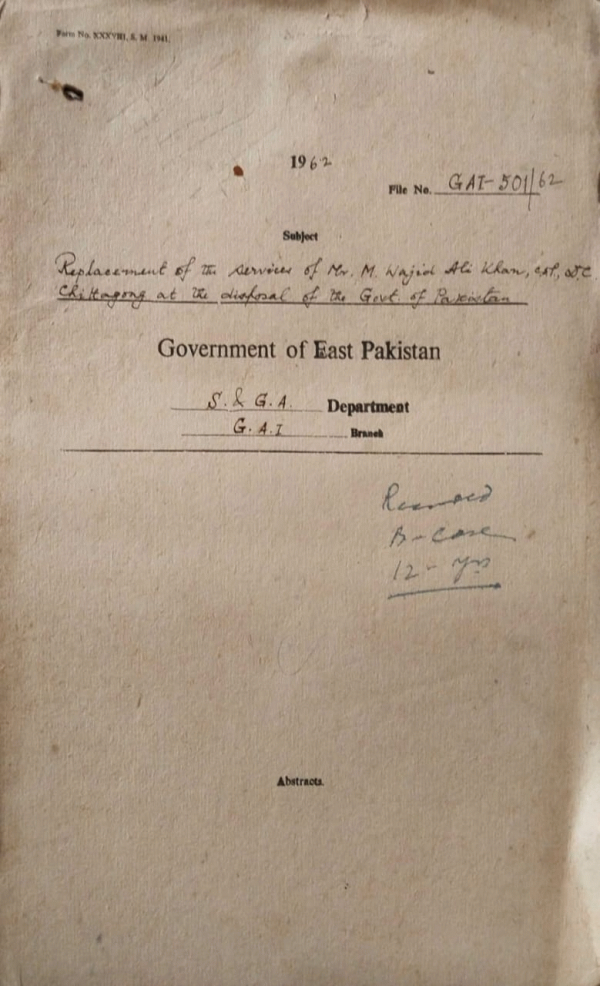 Form No. XXXVIII, S. M. 1941.
1962
File No. GAI-501/62
Subject
Replacement of the services of Mr. M. Wajid Ali Khan, CSP, D.C.
Chittagong at the disposal of the Govt of Pakistan
Government of East Pakistan
S. & G.A. Department
G.A.I Branch
B-case
12- yrs
Abstracts.